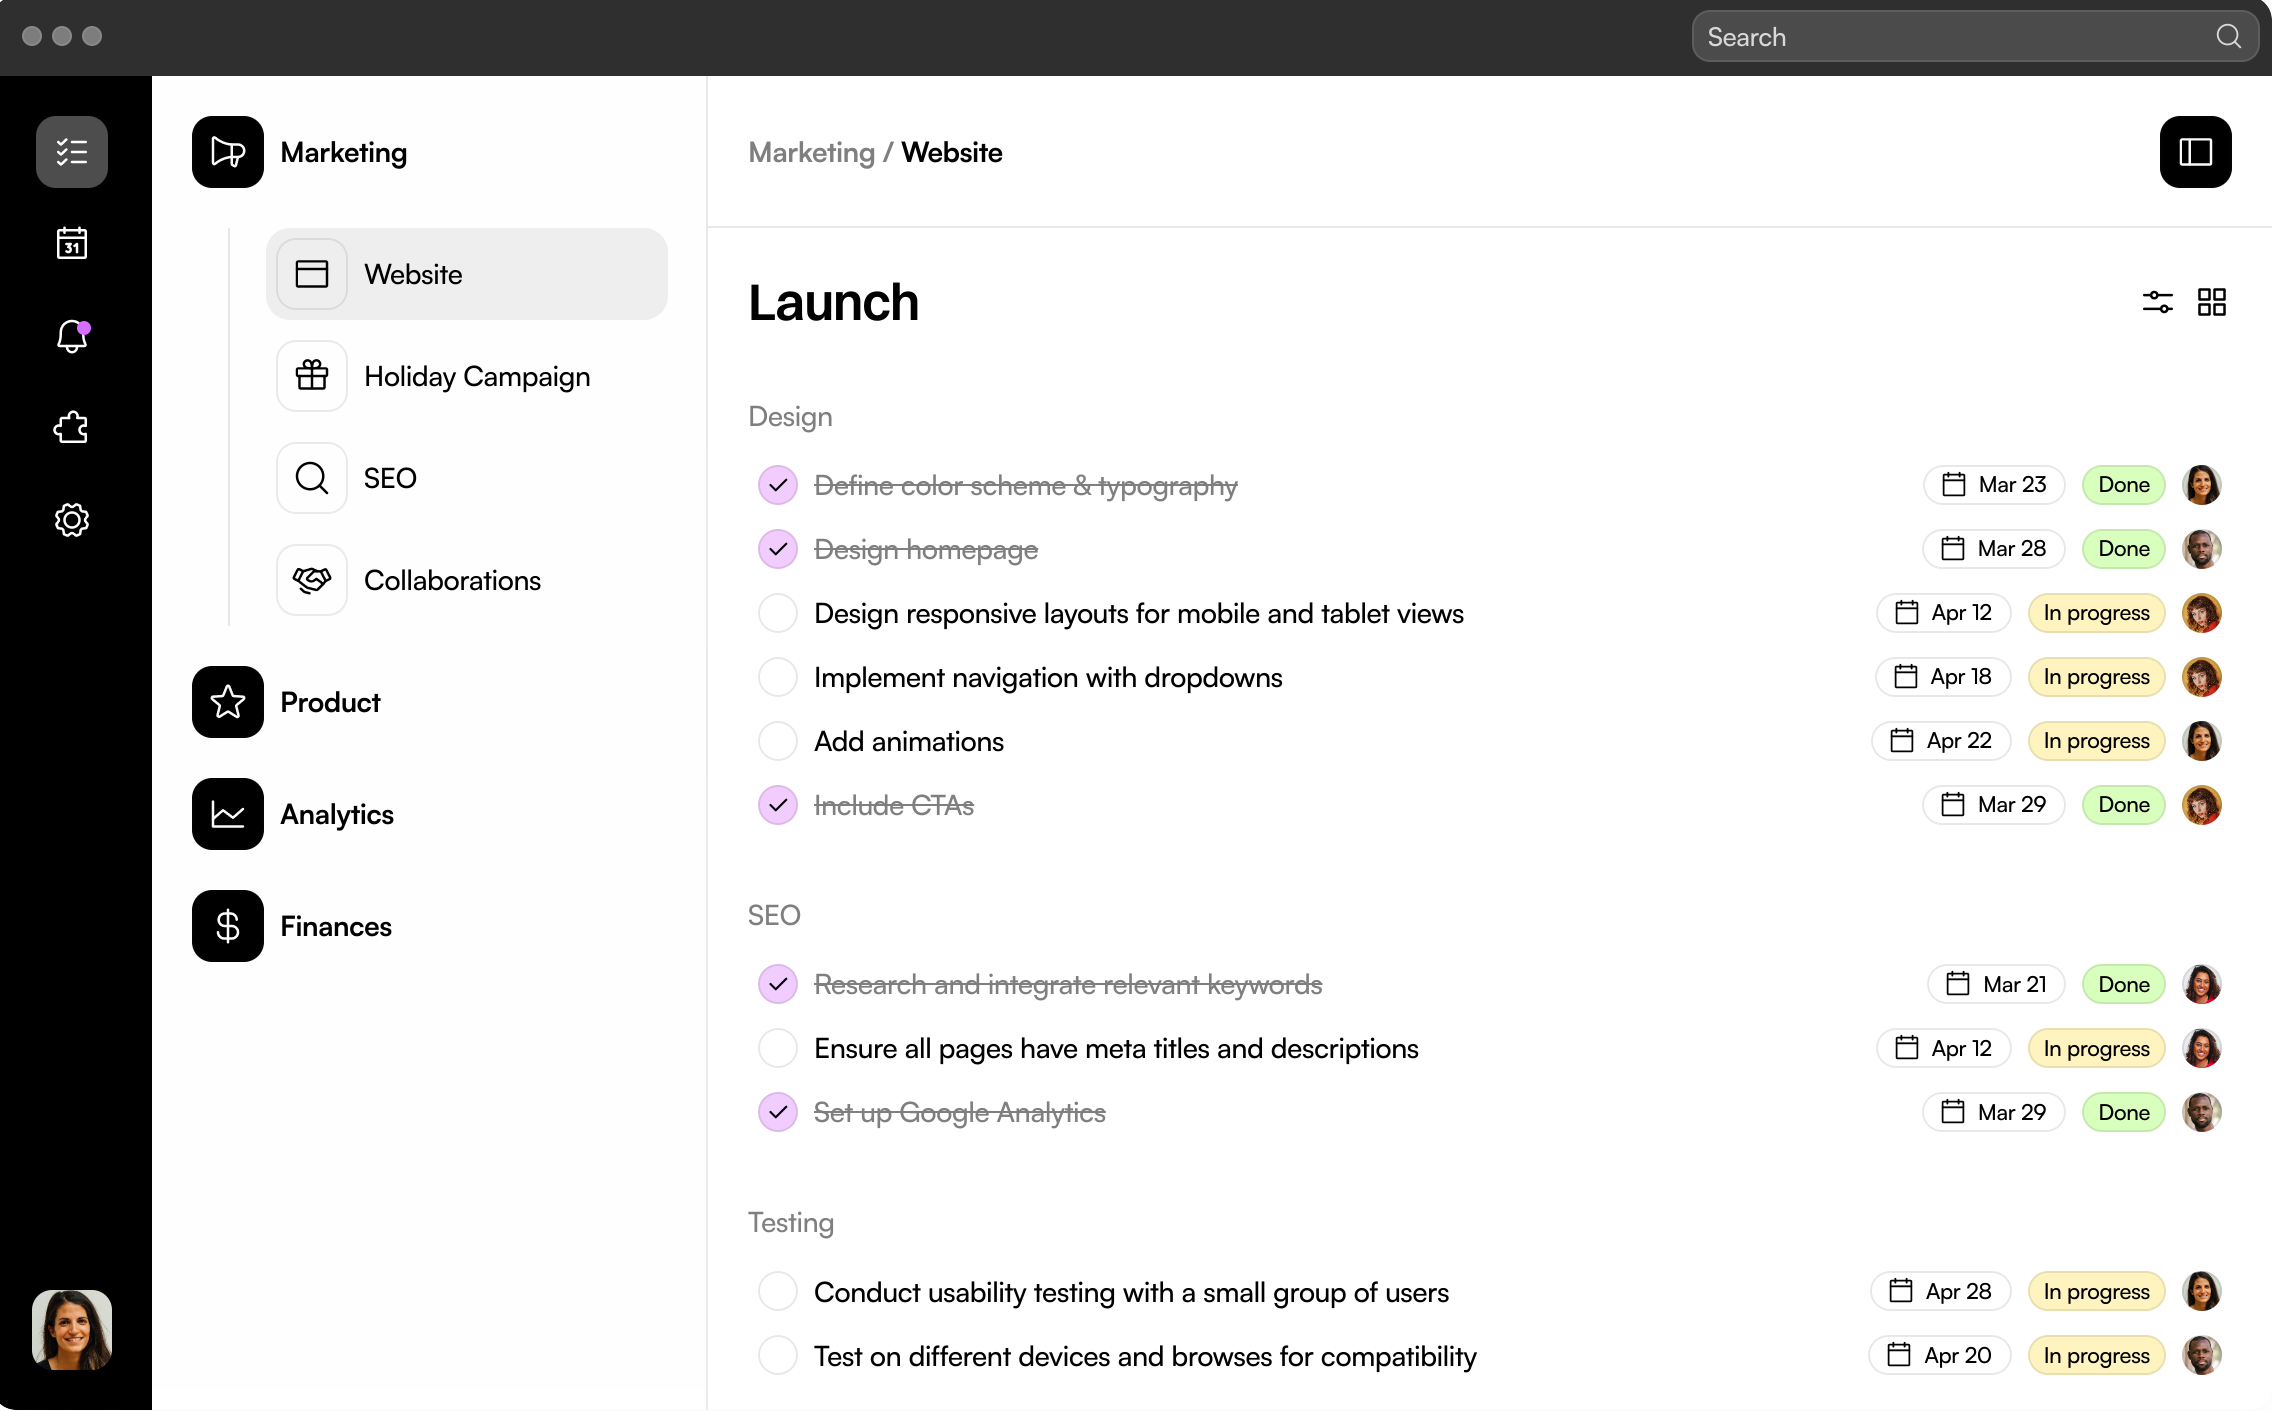 Search
31
Marketing
Website
Holiday Campaign
SEO
Collaborations
Product
Analytics
Finances
Marketing / Website
Launch
Design
Define color scheme & typography Mar 23 Done
Design homepage Mar 28 Done
Design responsive layouts for mobile and tablet views Apr 12 In progress
Implement navigation with dropdowns Apr 18 In progress
Add animations Apr 22 In progress
Include CTAs Mar 29 Done
SEO
Research and integrate relevant keywords Mar 21 Done
Ensure all pages have meta titles and descriptions Apr 12 In progress
Set up Google Analytics Mar 29 Done
Testing
Conduct usability testing with a small group of users Apr 28 In progress
Test on different devices and browses for compatibility Apr 20 In progress